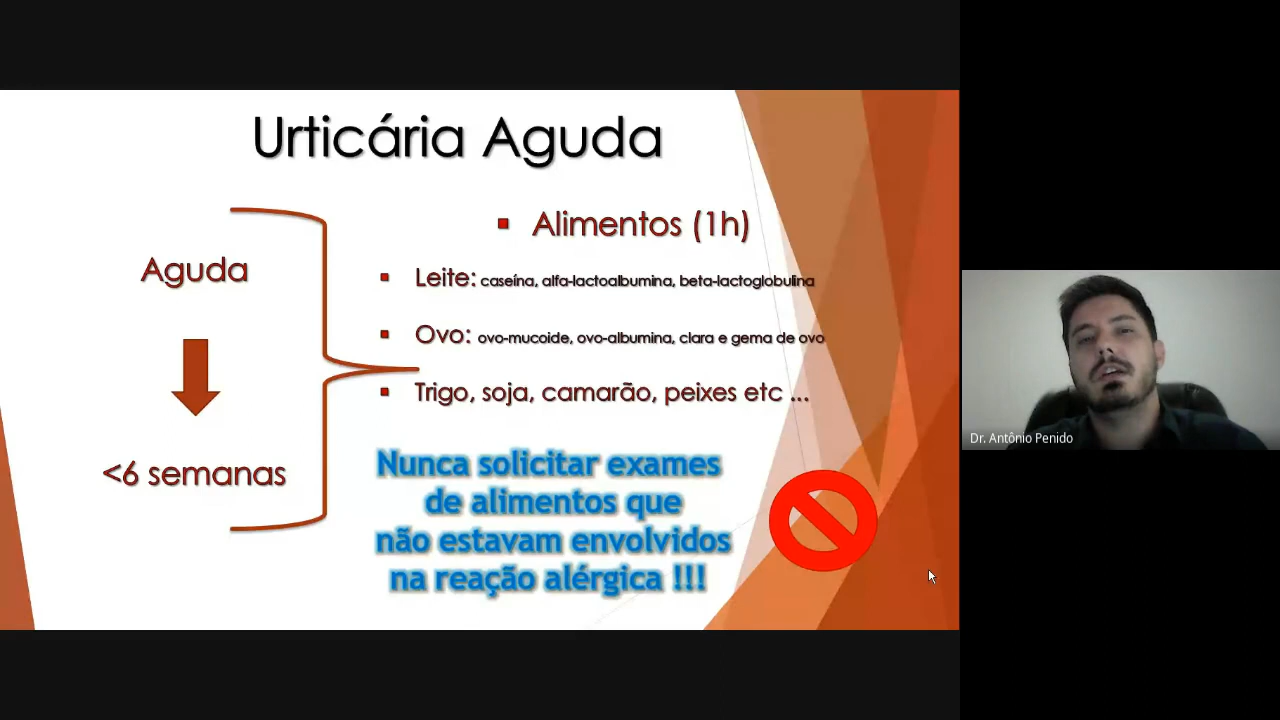 Urticária Aguda
Aguda
<6 semanas
Alimentos (1h)
Leite: caseína, alfa-lactoalbumina, beta-lactoglobulina
Ovo: ovo-mucoide, ovo-albumina, clara e gema de ovo
Trigo, soja, camarão, peixes etc ...
Nunca solicitar exames
de alimentos que
não estavam envolvidos
na reação alérgica !!!
Dr. Antônio Penido